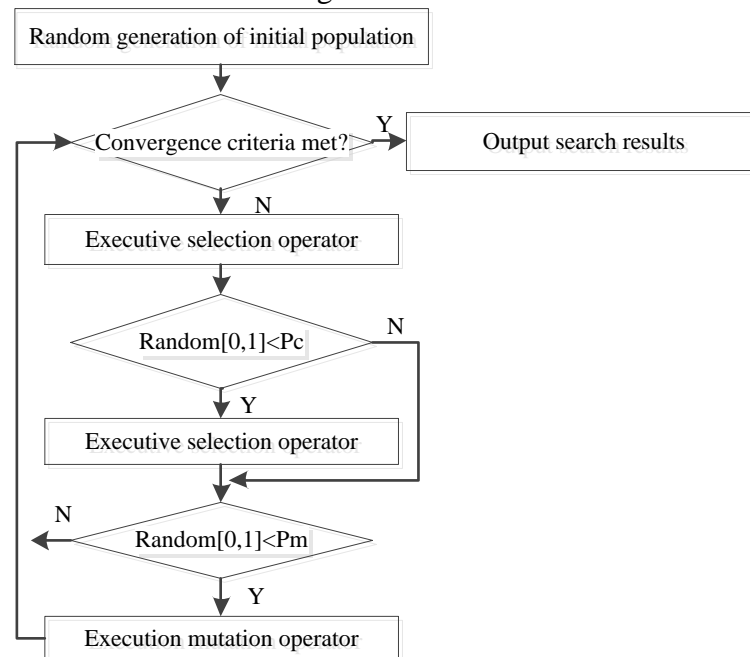 Random generation of initial population
Convergence criteria met?
Y
Output search results
N
Executive selection operator
Random[0,1]<Pc
N
Y
Executive selection operator
N
Random[0,1]<Pm
Y
Execution mutation operator